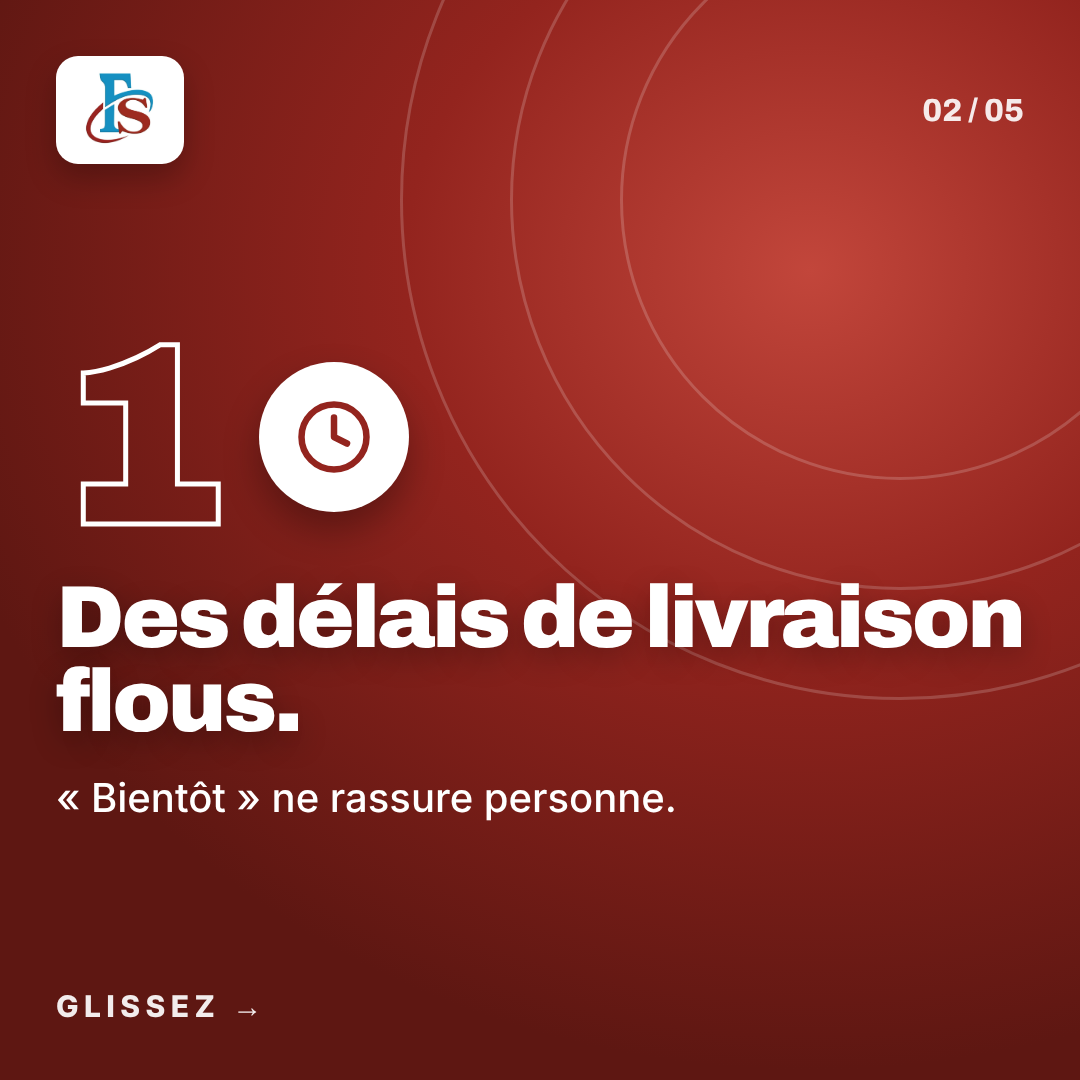 FS
02 / 05
1
Des délais de livraison
flous.
« Bientôt » ne rassure personne.
GLISSEZ →